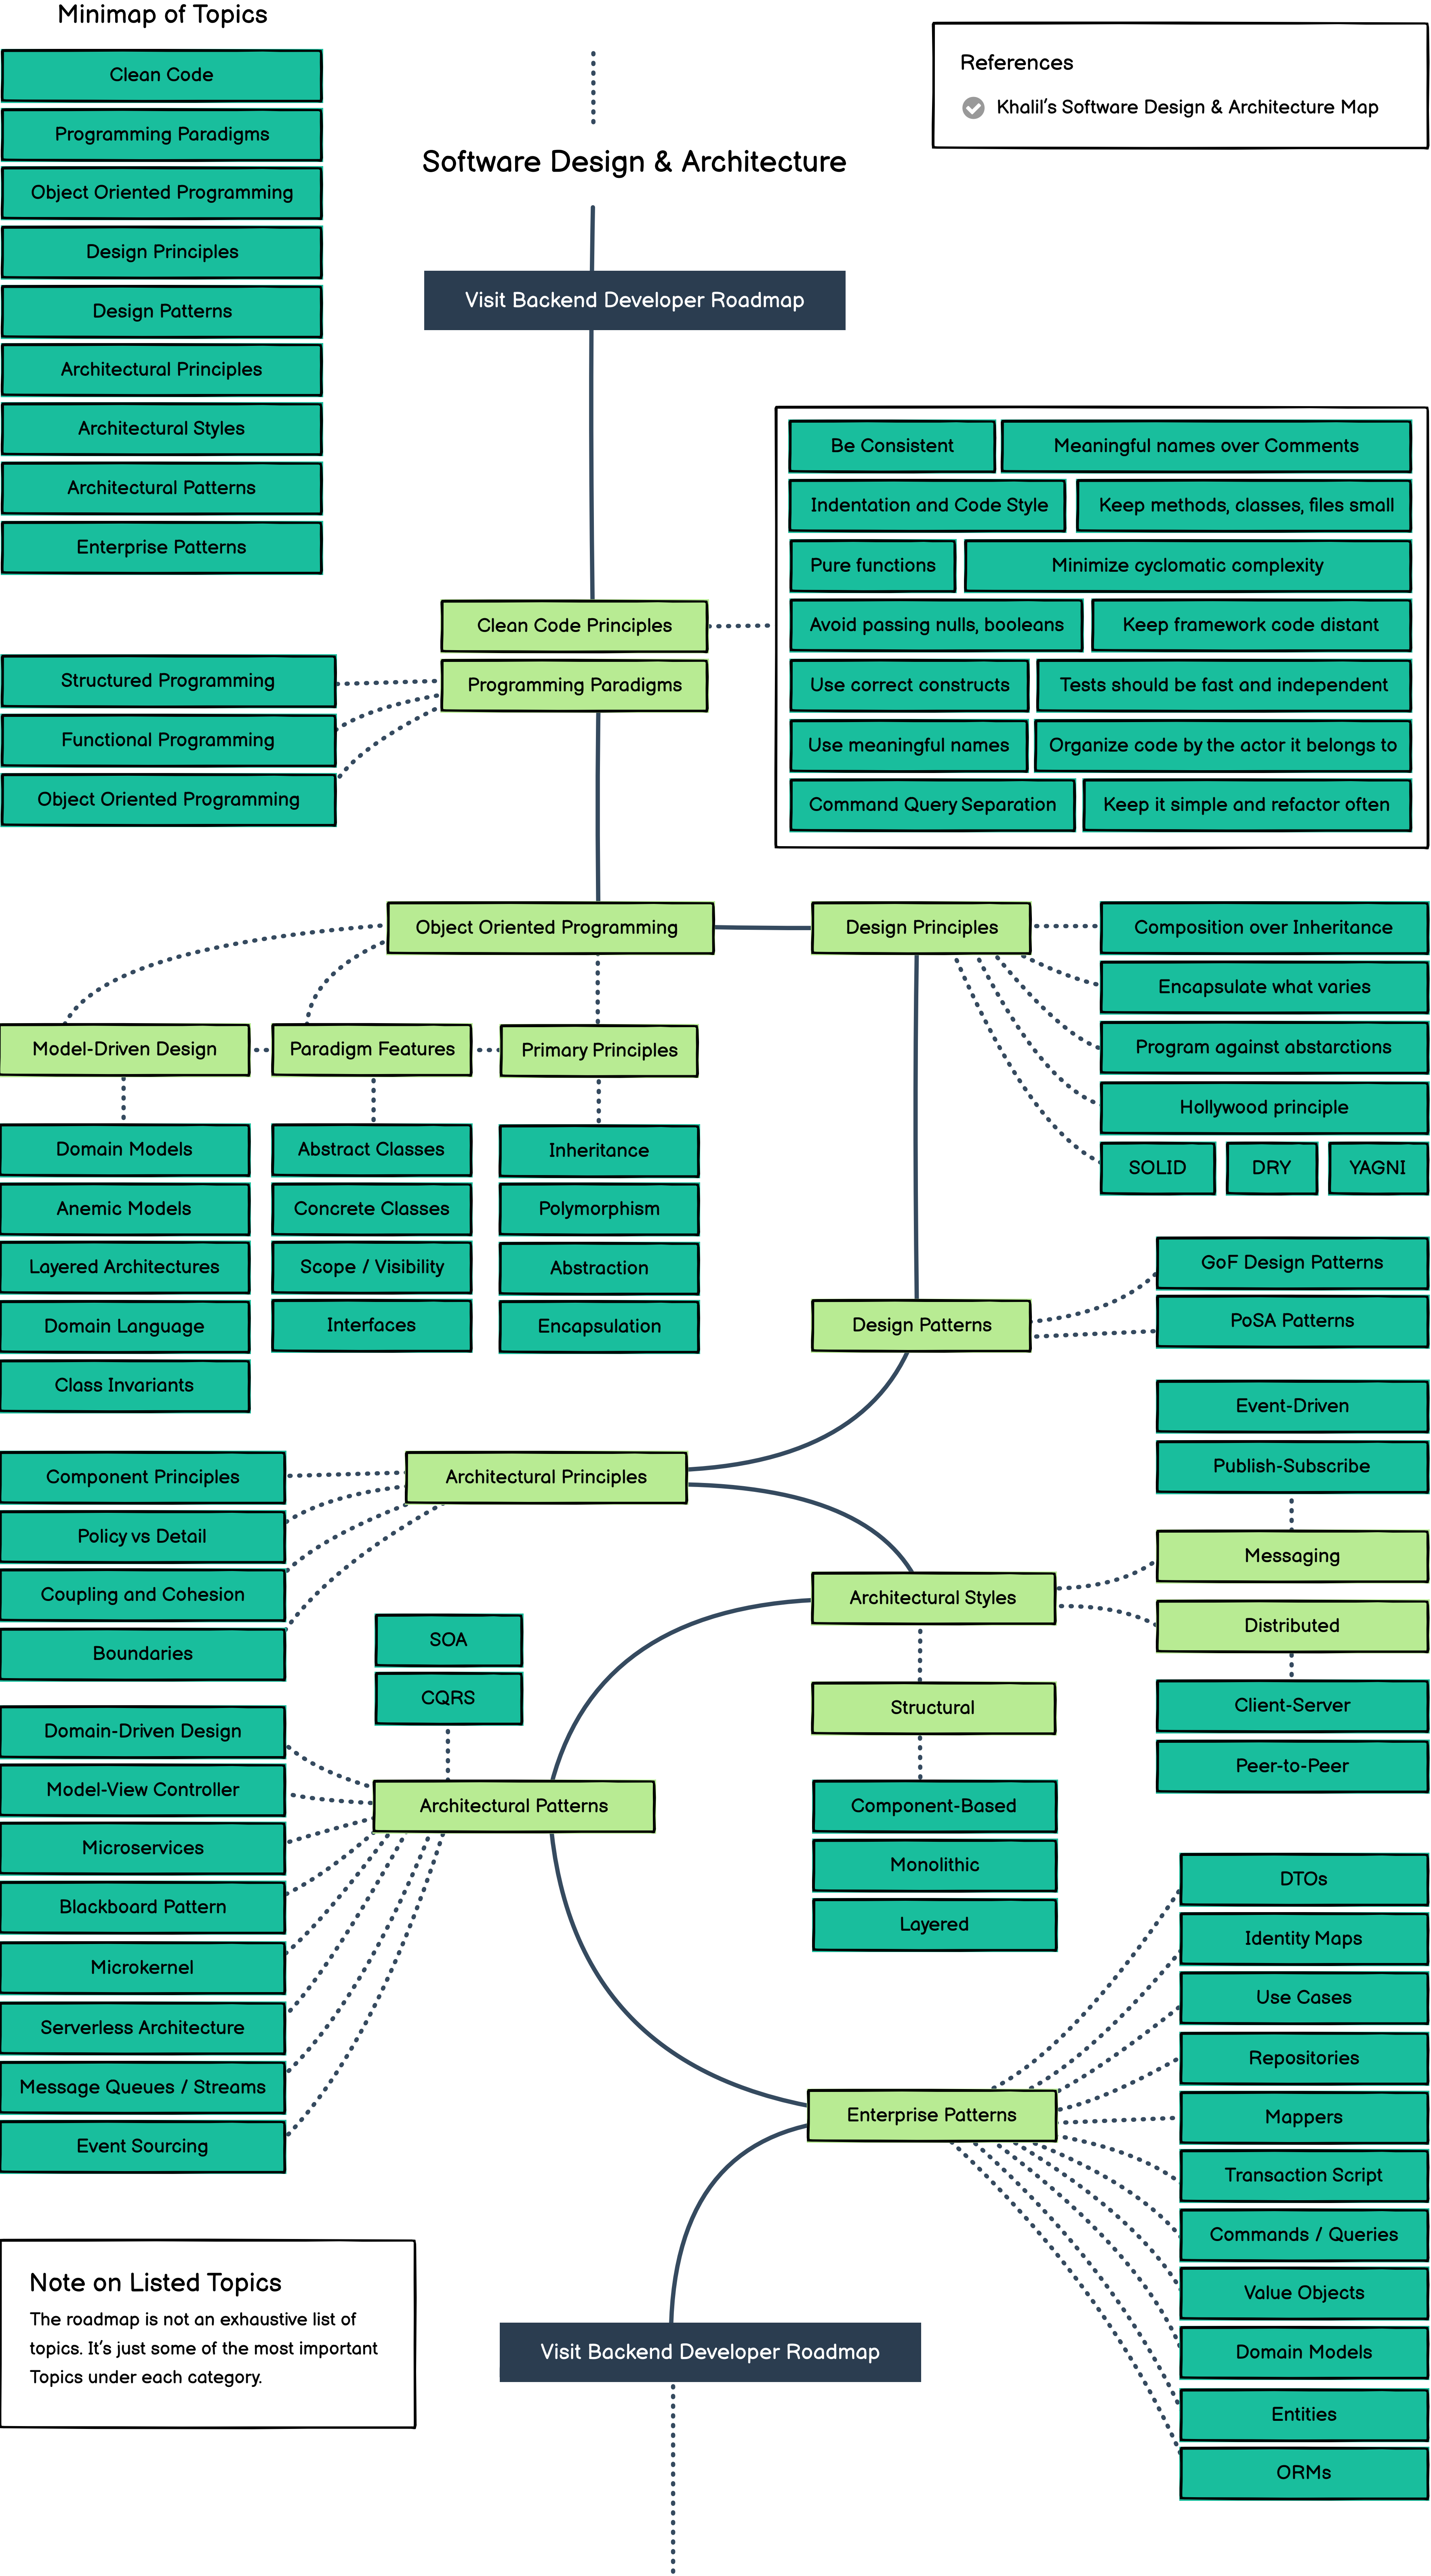 Minimap of Topics
Clean Code
Programming Paradigms
Object Oriented Programming
Design Principles
Design Patterns
Architectural Principles
Architectural Styles
Architectural Patterns
Enterprise Patterns
References
Khalil's Software Design & Architecture Map
Software Design & Architecture
Visit Backend Developer Roadmap
Be Consistent
Meaningful names over Comments
Indentation and Code Style
Keep methods, classes, files small
Pure functions
Minimize cyclomatic complexity
Avoid passing nulls, booleans
Keep framework code distant
Use correct constructs
Tests should be fast and independent
Use meaningful names
Organize code by the actor it belongs to
Command Query Separation
Keep it simple and refactor often
Clean Code Principles
Programming Paradigms
Structured Programming
Functional Programming
Object Oriented Programming
Object Oriented Programming
Design Principles
Composition over Inheritance
Encapsulate what varies
Program against abstarctions
Hollywood principle
SOLID
DRY
YAGNI
Model-Driven Design
Paradigm Features
Primary Principles
Domain Models
Anemic Models
Layered Architectures
Domain Language
Class Invariants
Abstract Classes
Concrete Classes
Scope / Visibility
Interfaces
Inheritance
Polymorphism
Abstraction
Encapsulation
Design Patterns
GoF Design Patterns
PoSA Patterns
Event-Driven
Publish-Subscribe
Messaging
Distributed
Client-Server
Peer-to-Peer
Architectural Principles
Component Principles
Policy vs Detail
Coupling and Cohesion
Boundaries
Architectural Styles
Structural
Component-Based
Monolithic
Layered
SOA
CQRS
Architectural Patterns
Domain-Driven Design
Model-View Controller
Microservices
Blackboard Pattern
Microkernel
Serverless Architecture
Message Queues / Streams
Event Sourcing
Enterprise Patterns
DTOs
Identity Maps
Use Cases
Repositories
Mappers
Transaction Script
Commands / Queries
Value Objects
Domain Models
Entities
ORMs
Note on Listed Topics
The roadmap is not an exhaustive list of
topics. It's just some of the most important
Topics under each category.
Visit Backend Developer Roadmap